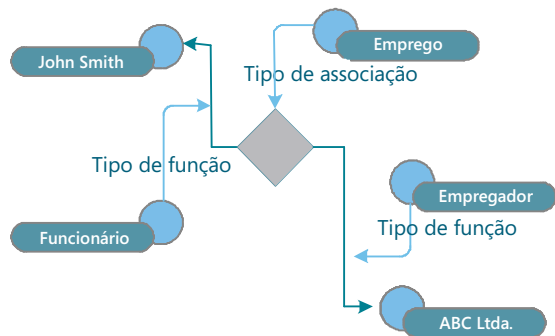 Emprego
John Smith
Tipo de associação
Tipo de função
Empregador
Tipo de função
Funcionário
ABC Ltda.